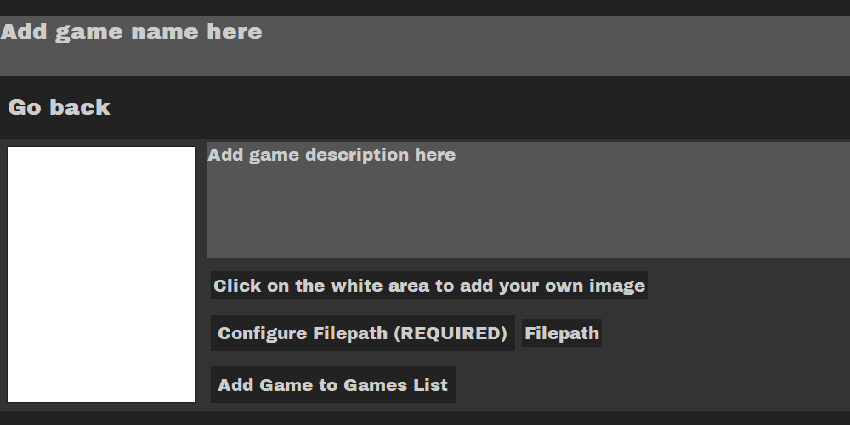 Add game name here
Go back
Add game description here
Click on the white area to add your own image
Configure Filepath (REQUIRED) Filepath
Add Game to Games List